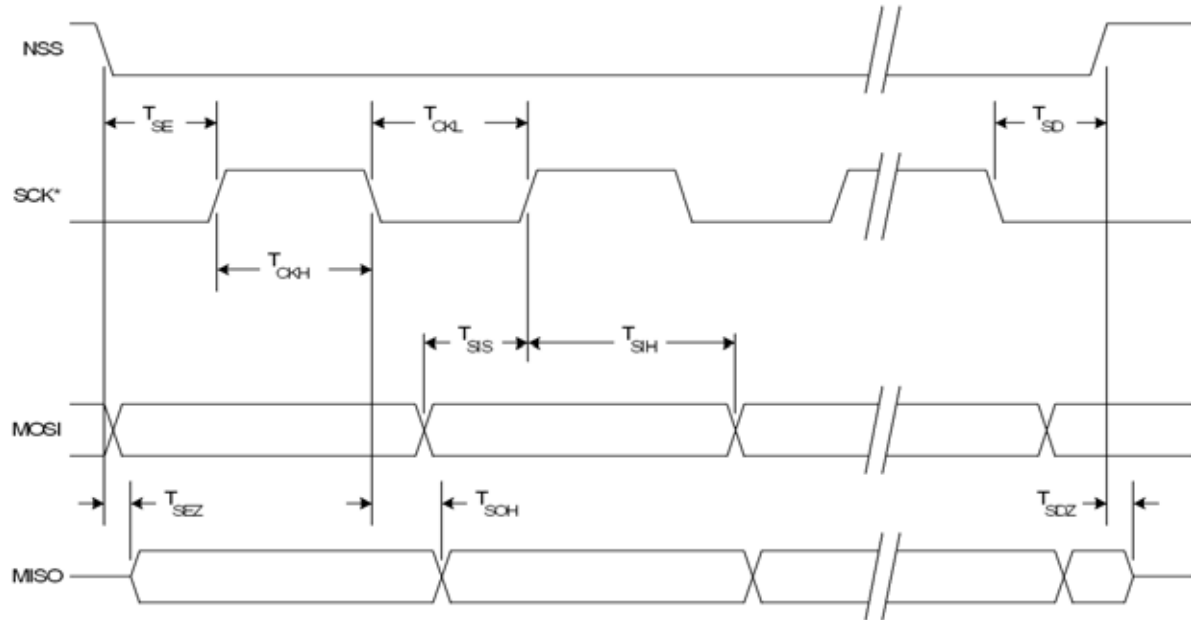 NSS
T_SE
T_CKL
T_SD
SCK*
T_CKH
T_SIS
T_SIH
MOSI
T_SEZ
T_SOH
T_SDZ
MISO